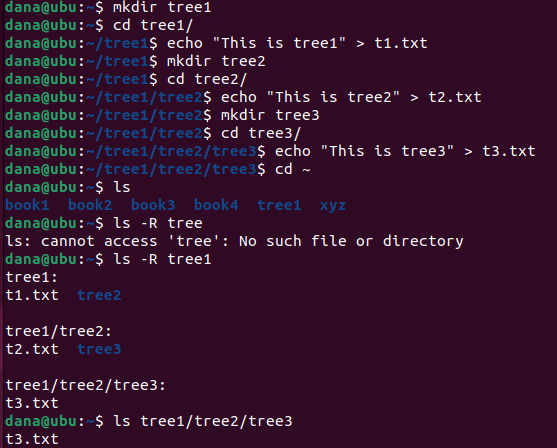 dana@ubu:~$ mkdir tree1
dana@ubu:~$ cd tree1/
dana@ubu:~/tree1$ echo "This is tree1" > t1.txt
dana@ubu:~/tree1$ mkdir tree2
dana@ubu:~/tree1$ cd tree2/
dana@ubu:~/tree1/tree2$ echo "This is tree2" > t2.txt
dana@ubu:~/tree1/tree2$ mkdir tree3
dana@ubu:~/tree1/tree2$ cd tree3/
dana@ubu:~/tree1/tree2/tree3$ echo "This is tree3" > t3.txt
dana@ubu:~/tree1/tree2/tree3$ cd ~
dana@ubu:~$ ls
book1  book2  book3  book4  tree1  xyz
dana@ubu:~$ ls -R tree
ls: cannot access 'tree': No such file or directory
dana@ubu:~$ ls -R tree1
tree1:
t1.txt  tree2

tree1/tree2:
t2.txt  tree3

tree1/tree2/tree3:
t3.txt
dana@ubu:~$ ls tree1/tree2/tree3
t3.txt